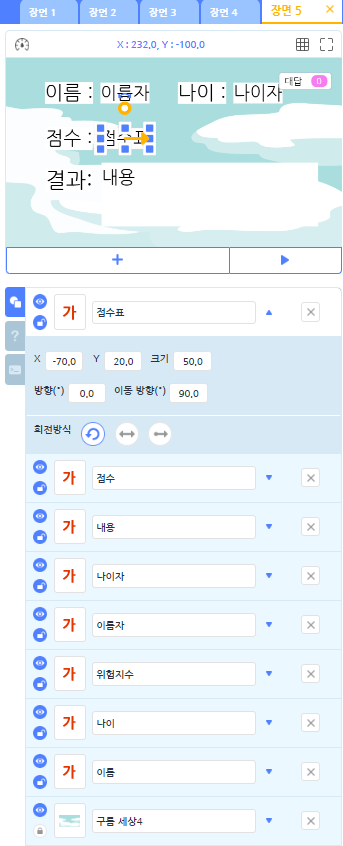 장면 1 장면 2 장면 3 장면 4 장면 5 ×
X : 232.0, Y : -100.0
대답 0
이름 : 이름자 나이 : 나이자
점수 : 점수표
결과: 내용
가 점수표
X -70.0 Y 20.0 크기 50.0
방향(°) 0.0 이동 방향(°) 90.0
회전방식
가 점수
가 내용
가 나이자
가 이름자
가 위험지수
가 나이
가 이름
구름 세상4